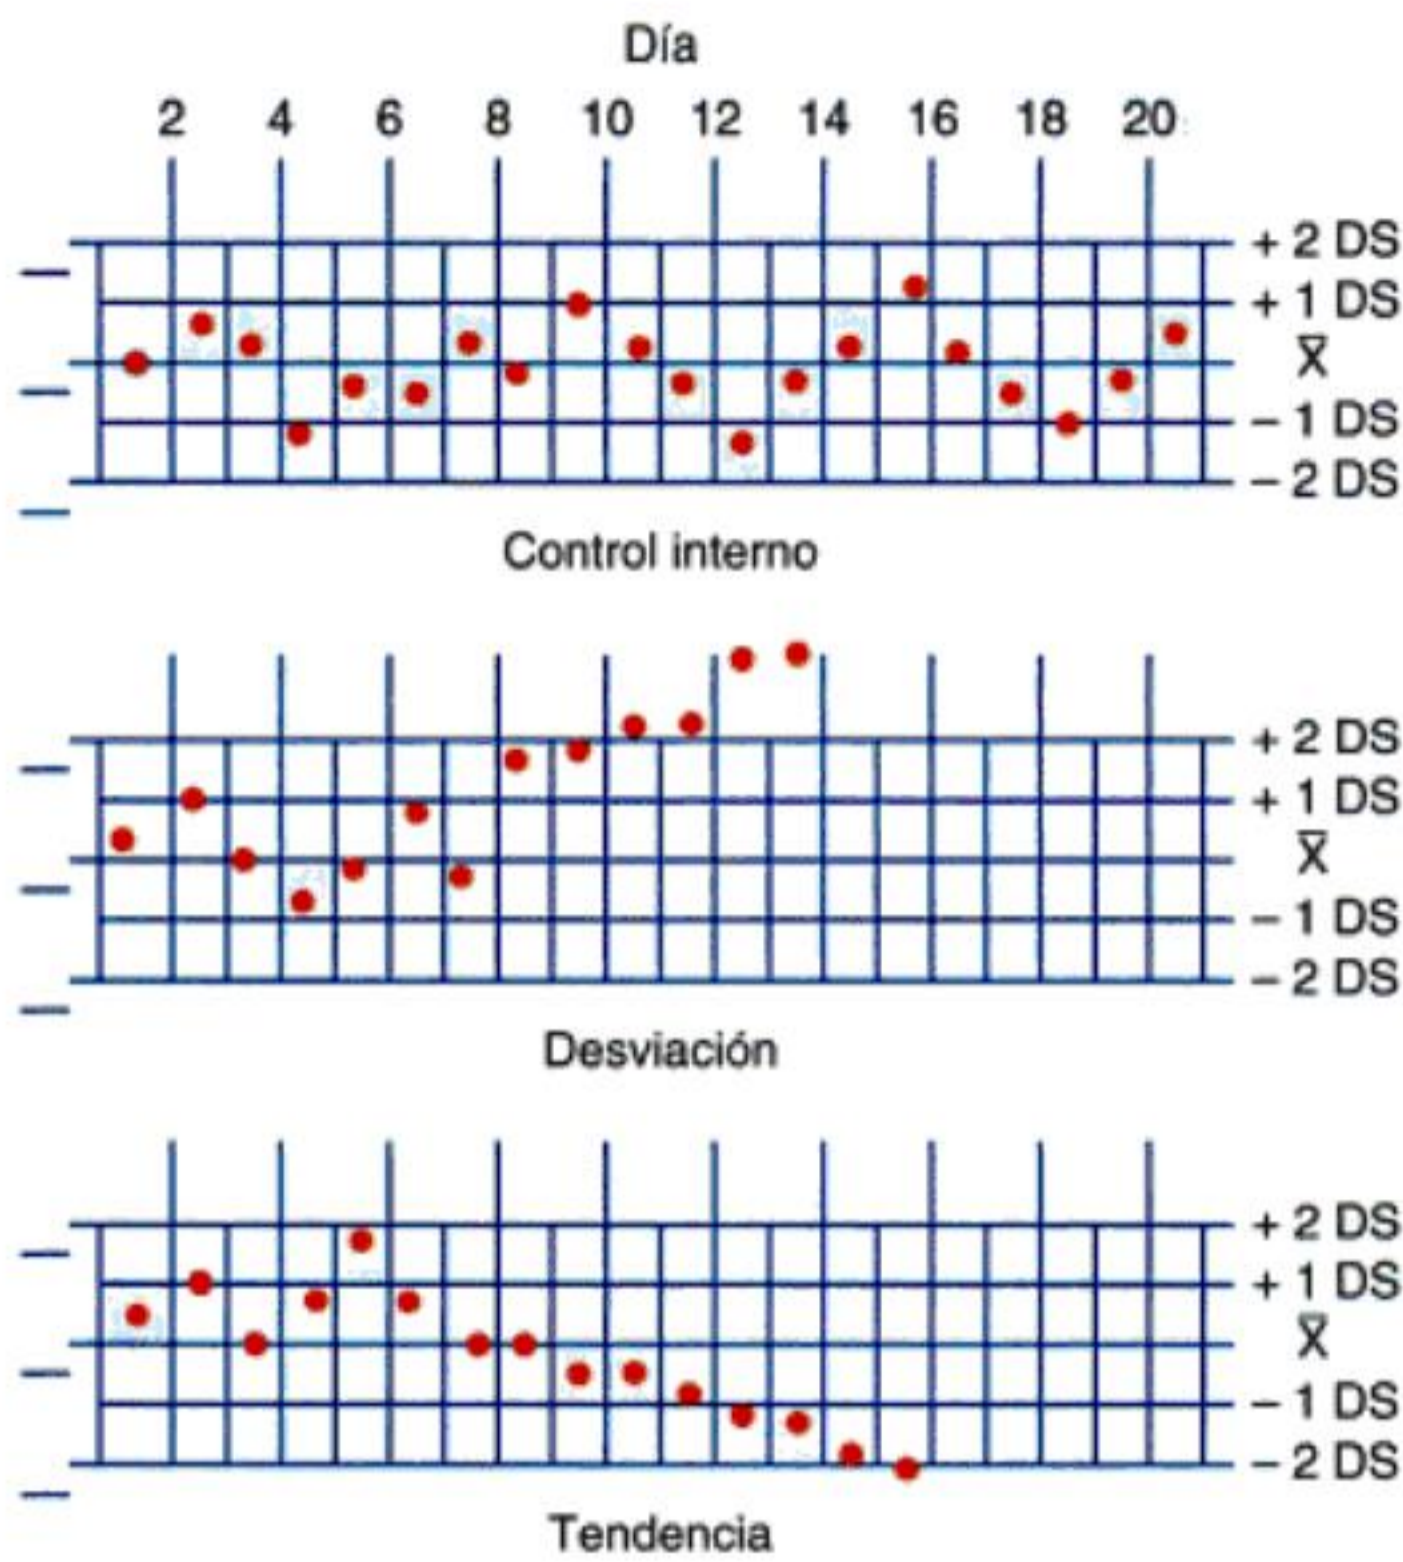 Día
2 4 6 8 10 12 14 16 18 20
+ 2 DS
+ 1 DS
X̅
− 1 DS
− 2 DS
Control interno
+ 2 DS
+ 1 DS
X̅
− 1 DS
− 2 DS
Desviación
+ 2 DS
+ 1 DS
X̅
− 1 DS
− 2 DS
Tendencia